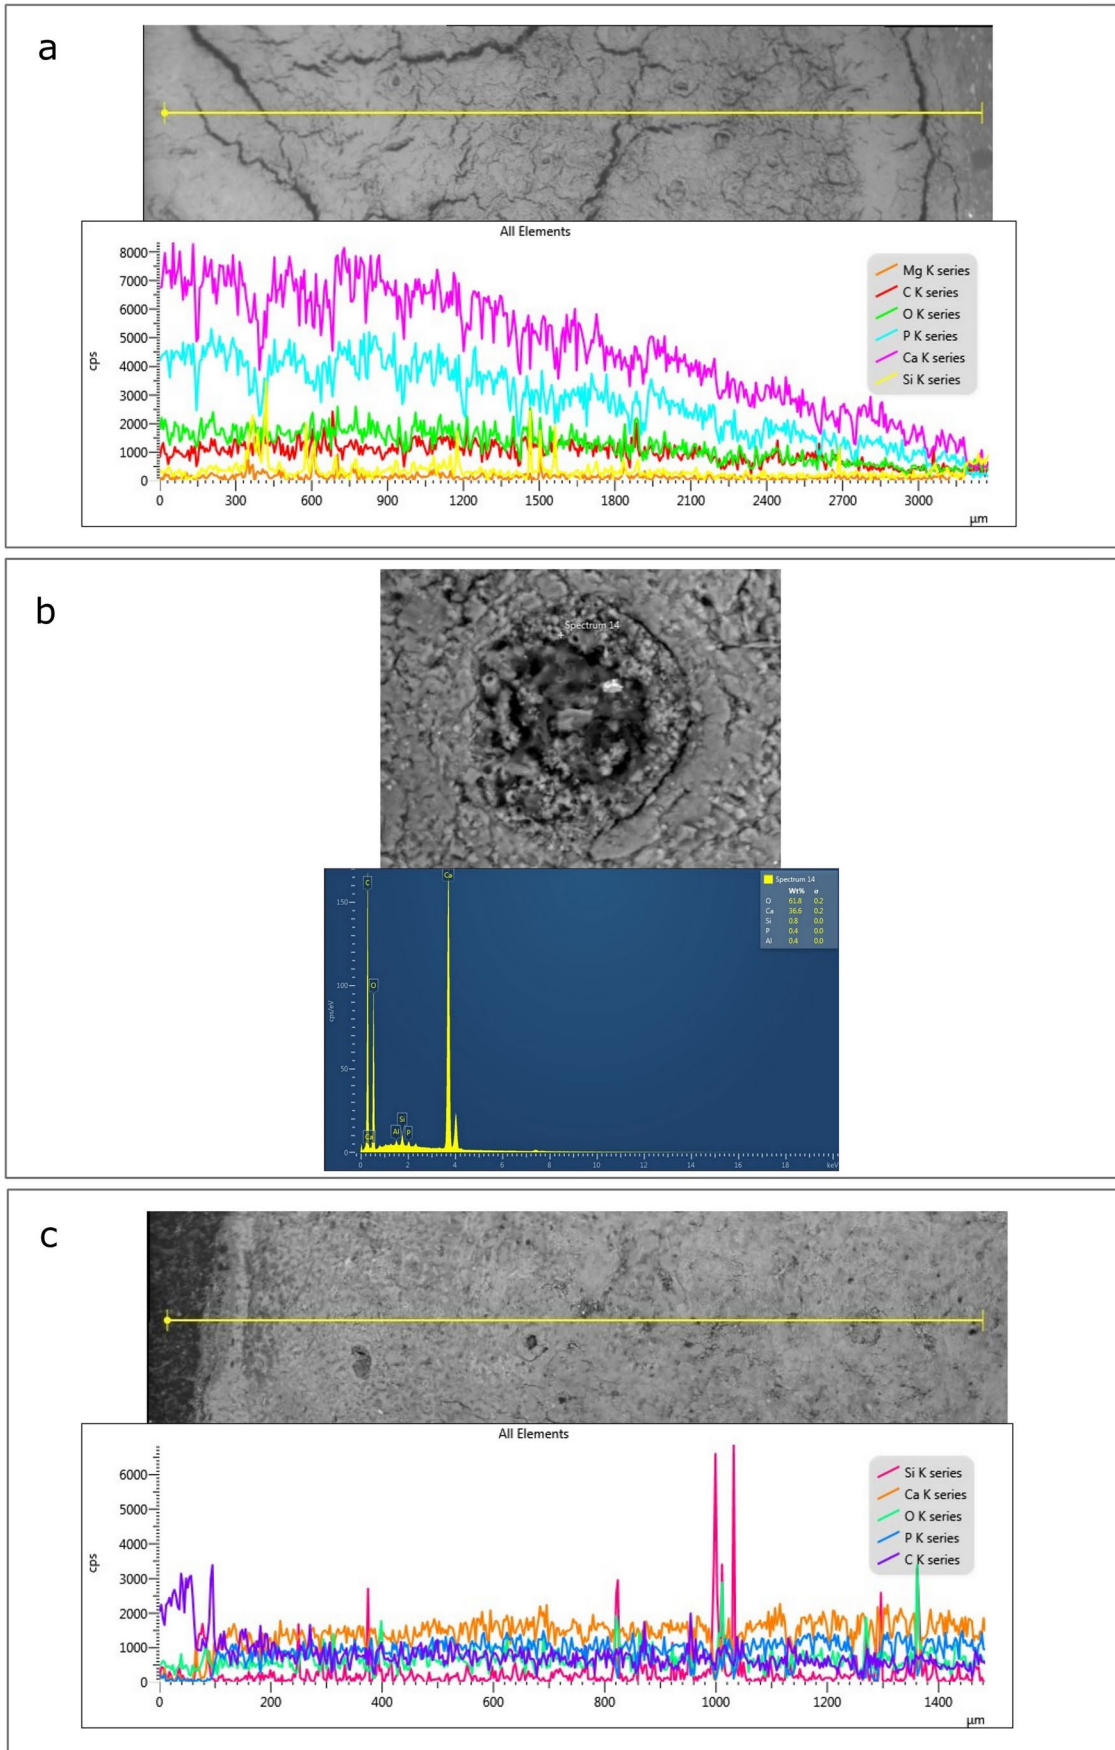 a
All Elements
cps
8000
7000
6000
5000
4000
3000
2000
1000
0
Mg K series
C K series
O K series
P K series
Ca K series
Si K series
0 300 600 900 1200 1500 1800 2100 2400 2700 3000
µm
b
Spectrum 14
cps/eV
150
100
50
0
C
Ca
O
Ca
Al
Si
P
Spectrum 14
Wt% σ
O 61.8 0.2
Ca 36.6 0.2
Si 0.8 0.0
P 0.4 0.0
Al 0.4 0.0
0 2 4 6 8 10 12 14 16 18 keV
c
All Elements
cps
6000
5000
4000
3000
2000
1000
0
Si K series
Ca K series
O K series
P K series
C K series
0 200 400 600 800 1000 1200 1400
µm